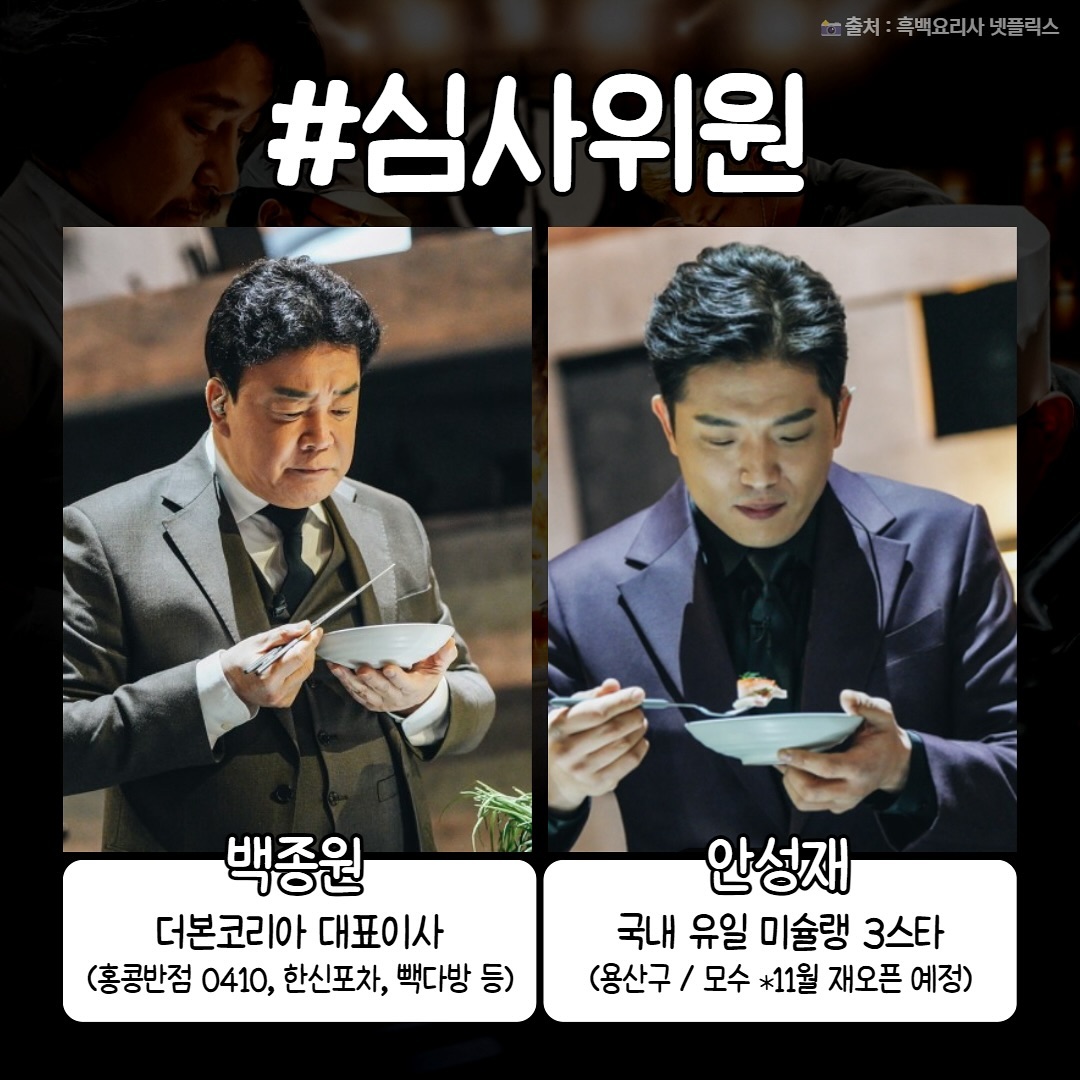 출처 : 흑백요리사 넷플릭스
#심사위원
백종원
더본코리아 대표이사
(홍콩반점 0410, 한신포차, 빽다방 등)
안성재
국내 유일 미슐랭 3스타
(용산구 / 모수 *11월 재오픈 예정)